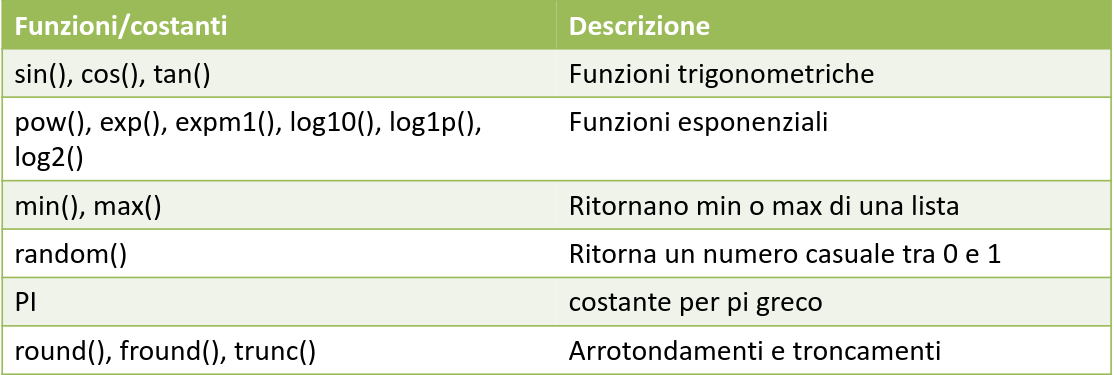 Funzioni/costanti Descrizione
sin(), cos(), tan() Funzioni trigonometriche
pow(), exp(), expm1(), log10(), log1p(), Funzioni esponenziali
log2()
min(), max() Ritornano min o max di una lista
random() Ritorna un numero casuale tra 0 e 1
PI costante per pi greco
round(), fround(), trunc() Arrotondamenti e troncamenti